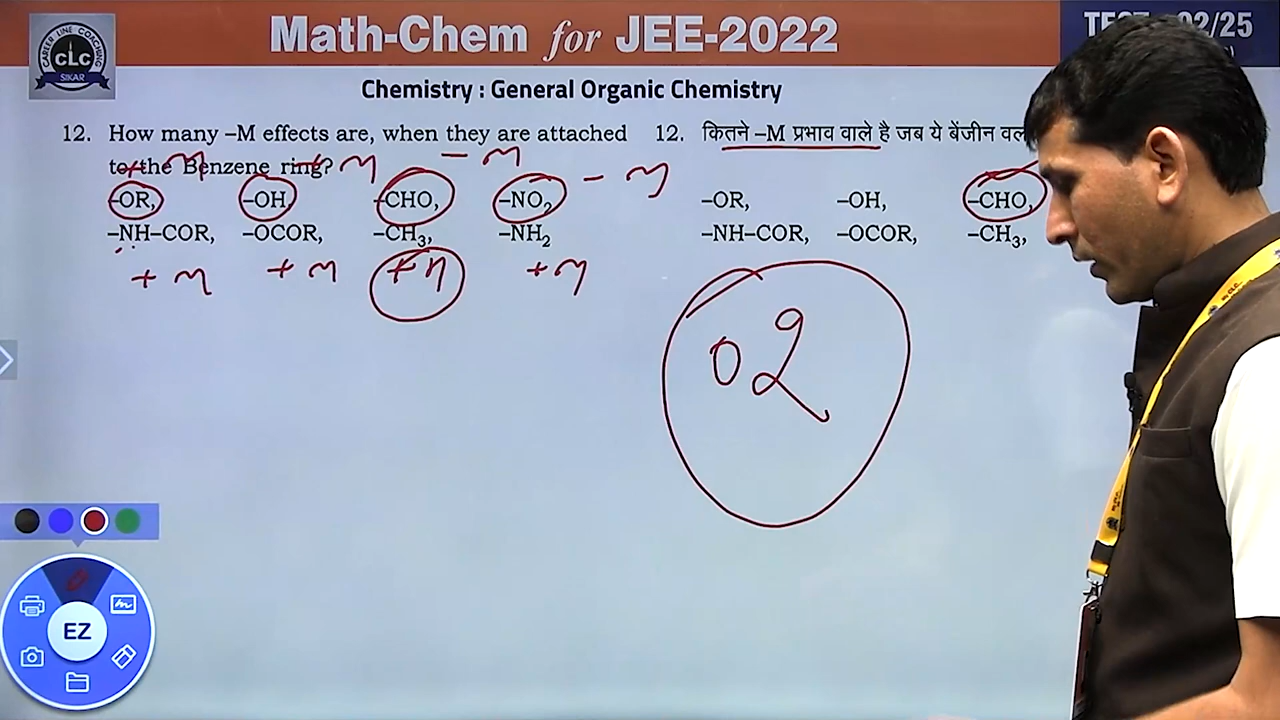 CAREER LINE COACHING
CLC
SIKAR
Math-Chem for JEE-2022
02/25
Chemistry : General Organic Chemistry
12. How many –M effects are, when they are attached
to the Benzene ring?
+ M + M – M – M
–OR, –OH, –CHO, –NO₂
–NH–COR, –OCOR, –CH₃, –NH₂
+ M + M + M
12. कितने –M प्रभाव वाले है जब ये बेंजीन
–OR, –OH, –CHO,
–NH–COR, –OCOR, –CH₃,
02
EZ